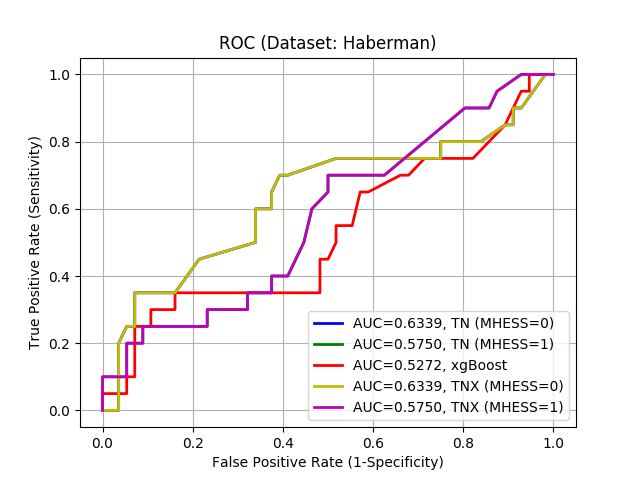 ROC (Dataset: Haberman)
True Positive Rate (Sensitivity)
1.0
0.8
0.6
0.4
0.2
0.0
AUC=0.6339, TN (MHESS=0)
AUC=0.5750, TN (MHESS=1)
AUC=0.5272, xgBoost
AUC=0.6339, TNX (MHESS=0)
AUC=0.5750, TNX (MHESS=1)
0.0 0.2 0.4 0.6 0.8 1.0
False Positive Rate (1-Specificity)